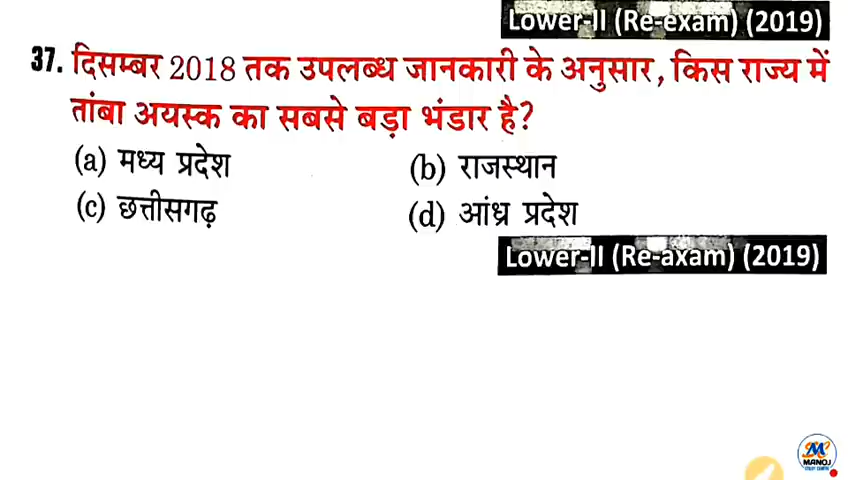 Lower-II (Re-exam) (2019)
37. दिसम्बर 2018 तक उपलब्ध जानकारी के अनुसार, किस राज्य में
तांबा अयस्क का सबसे बड़ा भंडार है?
(a) मध्य प्रदेश (b) राजस्थान
(c) छत्तीसगढ़ (d) आंध्र प्रदेश
Lower-II (Re-axam) (2019)
MANOJ